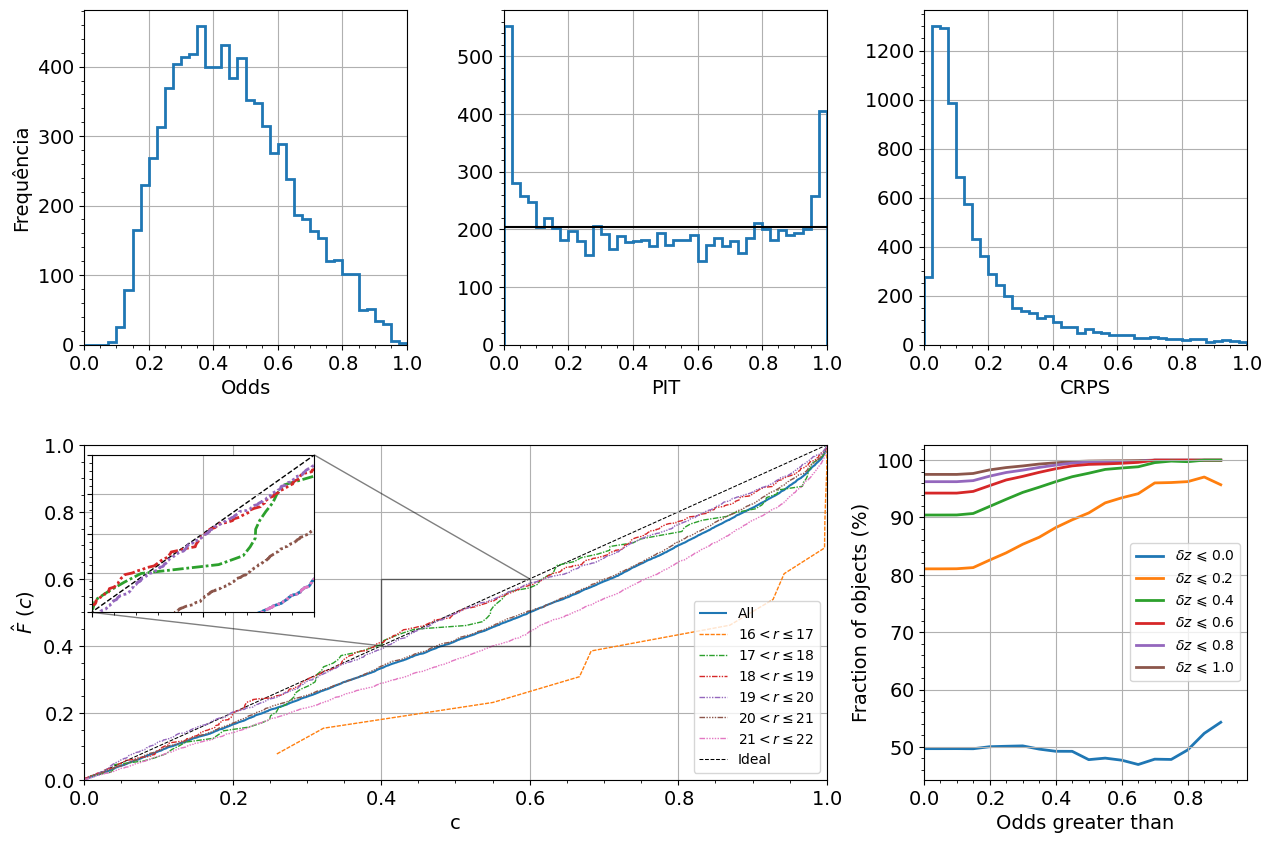 Frequência
400
300
200
100
0
0.0 0.2 0.4 0.6 0.8 1.0
Odds
500
400
300
200
100
0
0.0 0.2 0.4 0.6 0.8 1.0
PIT
1200
1000
800
600
400
200
0
0.0 0.2 0.4 0.6 0.8 1.0
CRPS
F̂ (c)
1.0
0.8
0.6
0.4
0.2
0.0
0.0 0.2 0.4 0.6 0.8 1.0
c
All
16 < r ≤ 17
17 < r ≤ 18
18 < r ≤ 19
19 < r ≤ 20
20 < r ≤ 21
21 < r ≤ 22
Ideal
Fraction of objects (%)
100
90
80
70
60
50
δz ⩽ 0.0
δz ⩽ 0.2
δz ⩽ 0.4
δz ⩽ 0.6
δz ⩽ 0.8
δz ⩽ 1.0
0.0 0.2 0.4 0.6 0.8
Odds greater than